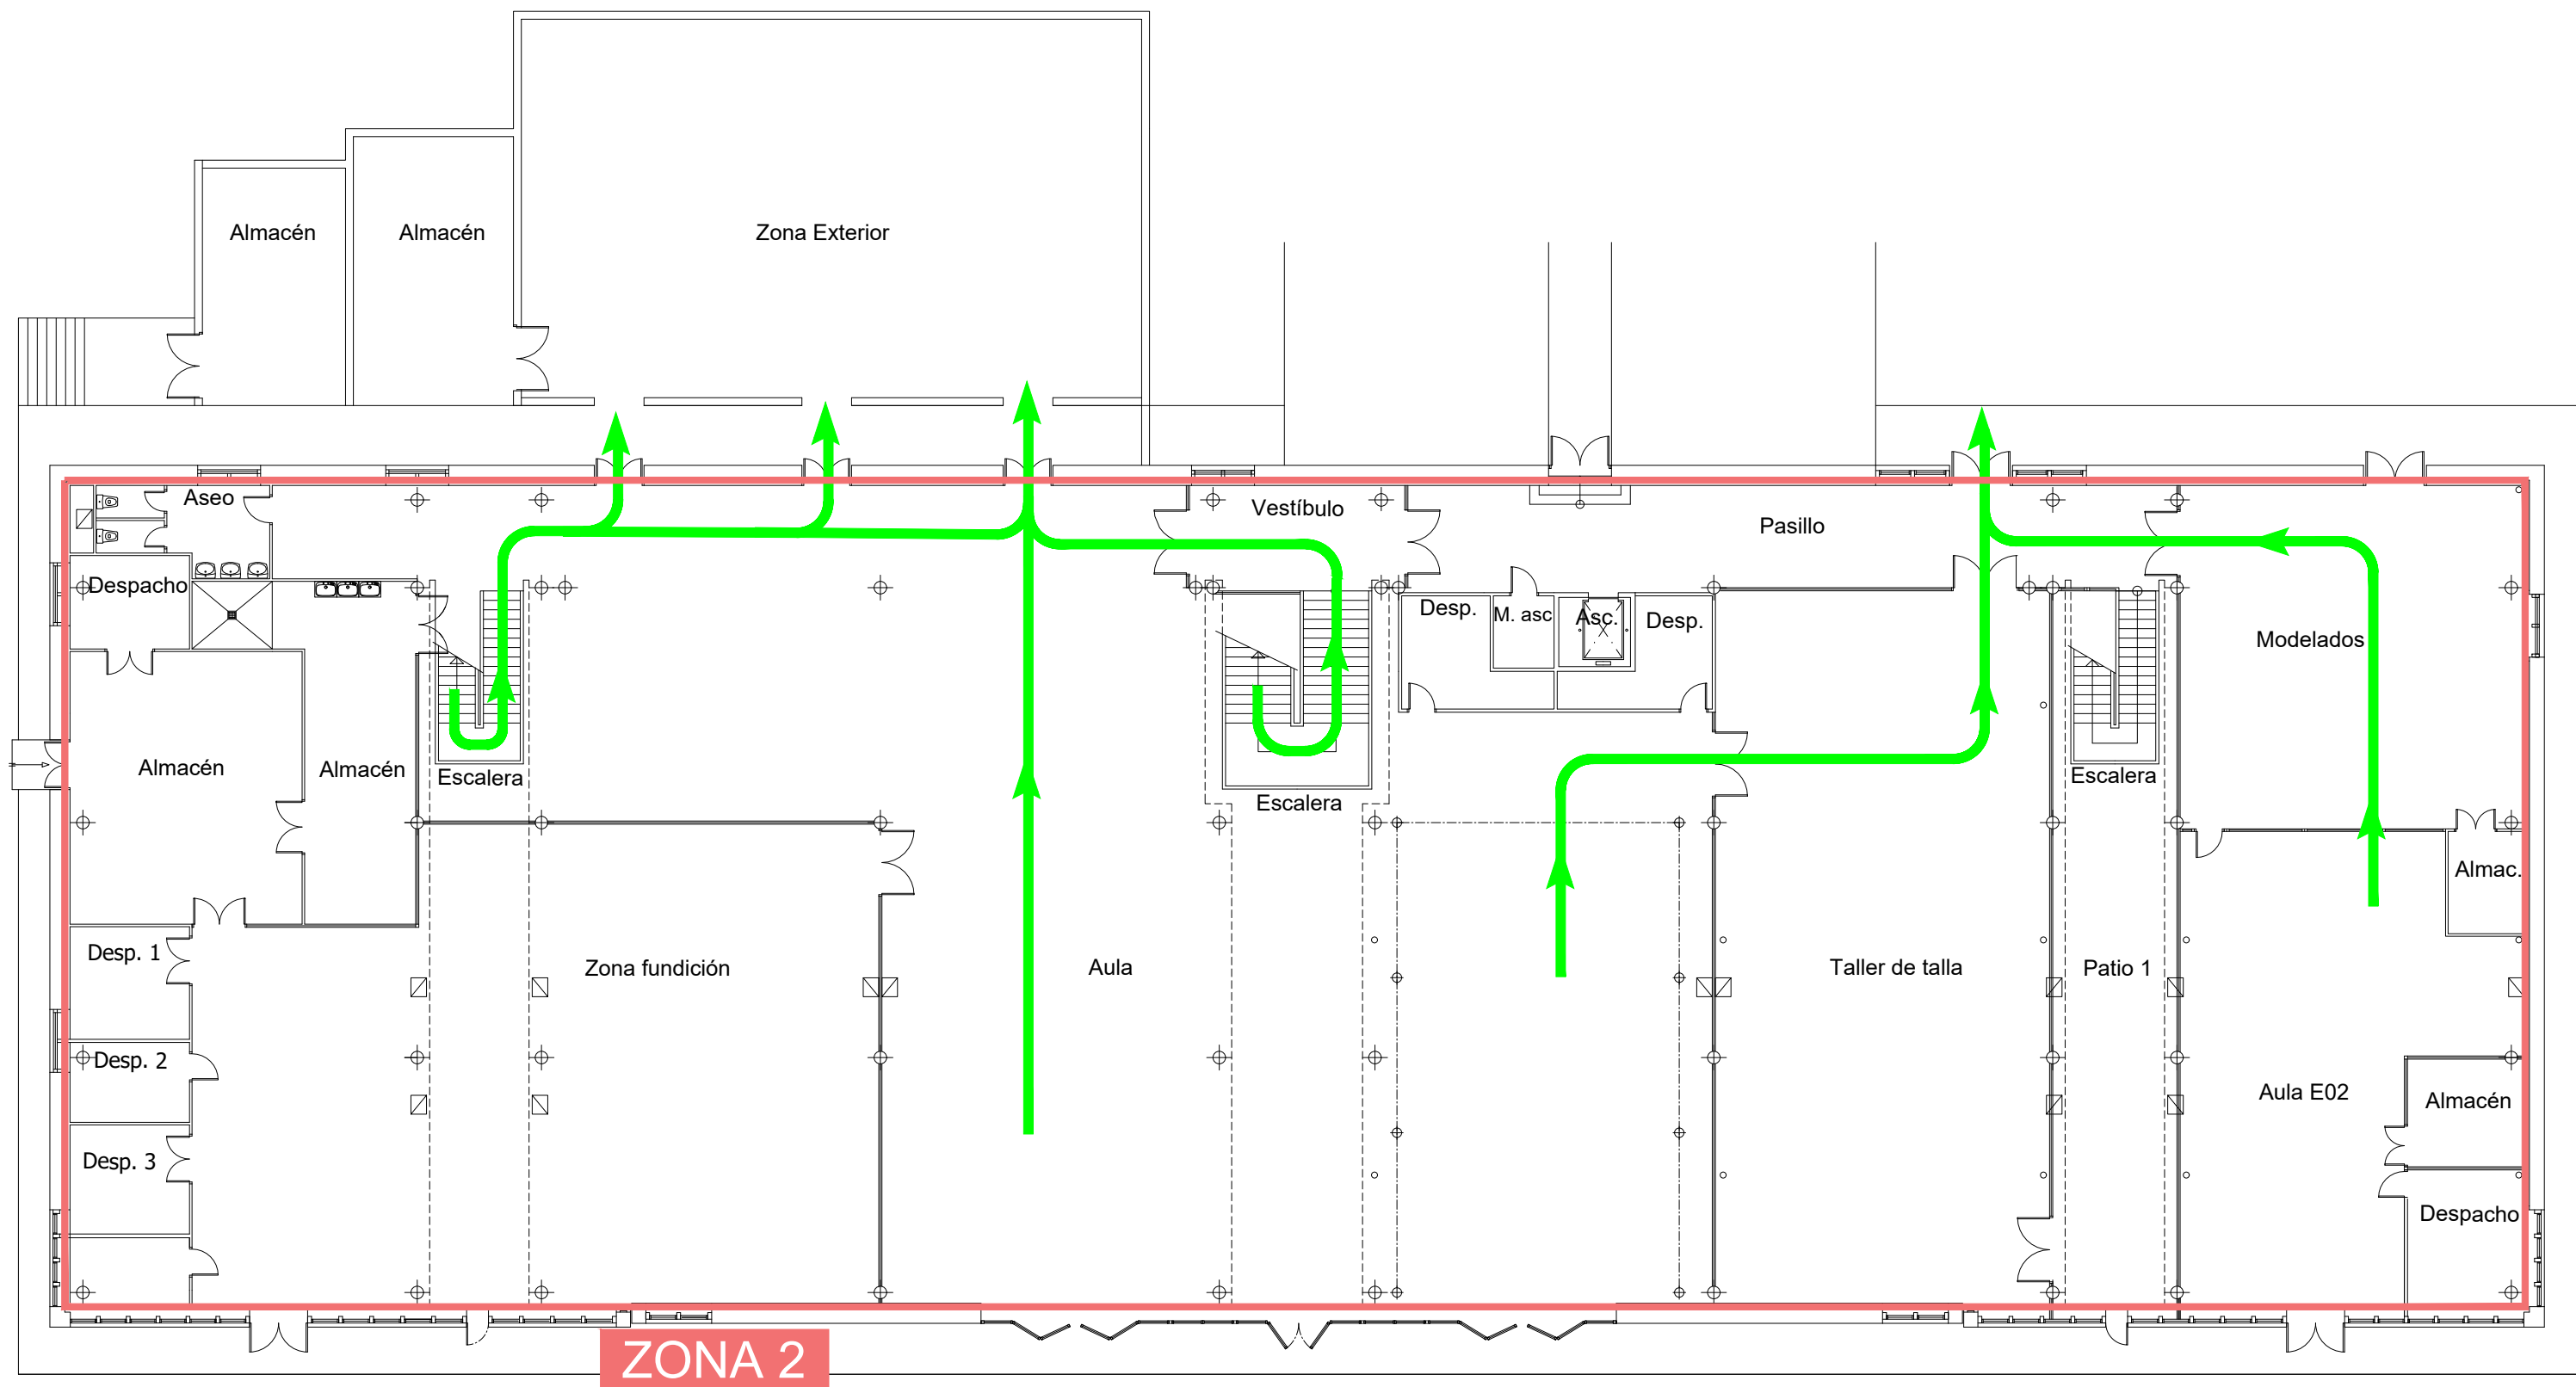 Almacén
Almacén
Zona Exterior
Aseo
Vestíbulo
Pasillo
Despacho
Desp.
M. asc
Asc.
Desp.
Modelados
Almacén
Almacén
Escalera
Escalera
Escalera
Almac.
Desp. 1
Zona fundición
Aula
Taller de talla
Patio 1
Desp. 2
Aula E02
Almacén
Desp. 3
Despacho
ZONA 2